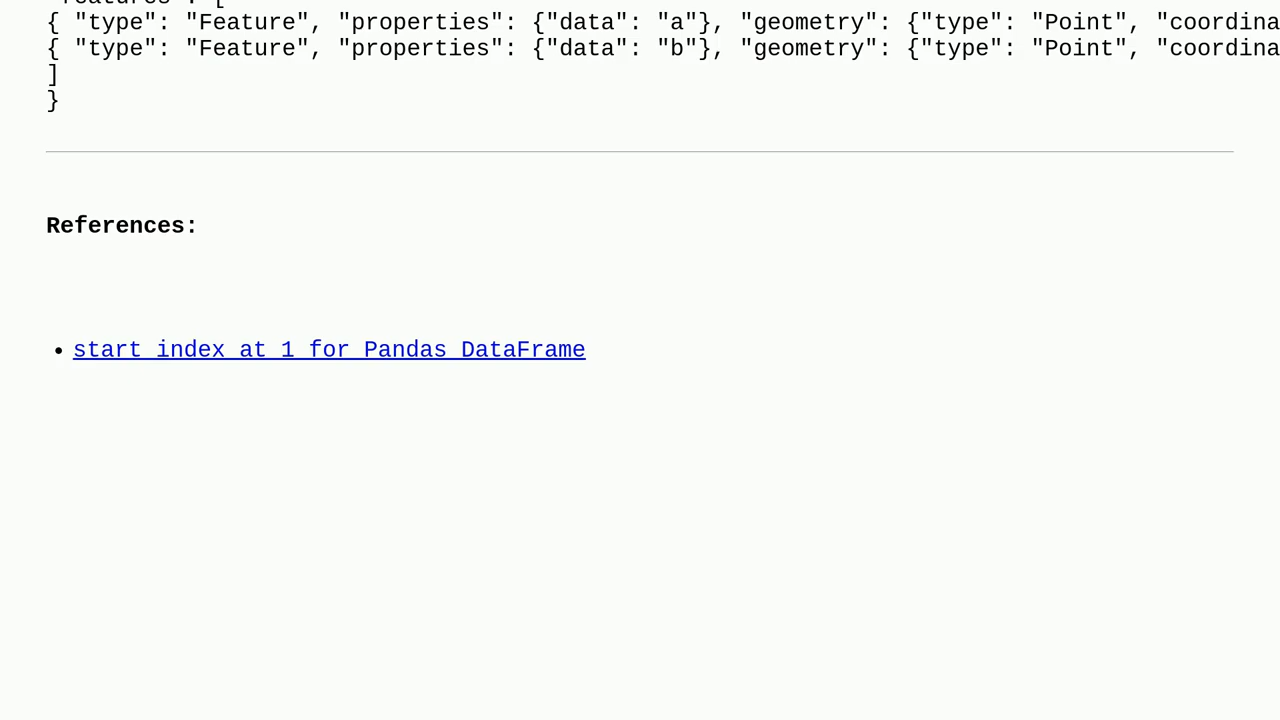 "features": [
{ "type": "Feature", "properties": {"data": "a"}, "geometry": {"type": "Point", "coordina
{ "type": "Feature", "properties": {"data": "b"}, "geometry": {"type": "Point", "coordina
]
}
References:
• start index at 1 for Pandas DataFrame